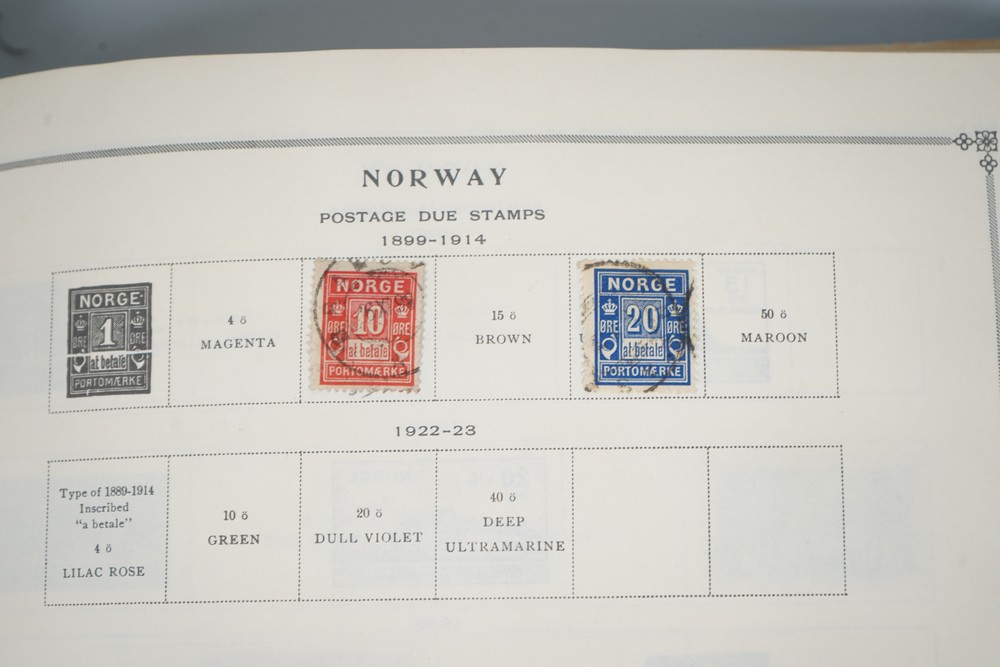 NORWAY
POSTAGE DUE STAMPS
1899-1914
NORGE
1
ØRE ØRE
at betale
PORTOMÆRKE
4 ö
MAGENTA
NORGE
10
ØRE ØRE
at betale
PORTOMÆRKE
15 ö
BROWN
U
NORGE
20
ØRE ØRE
at betale
PORTOMÆRKE
50 ö
MAROON
1922-23
Type of 1889-1914
Inscribed
"a betale"
4 ö
LILAC ROSE
10 ö
GREEN
20 ö
DULL VIOLET
40 ö
DEEP
ULTRAMARINE